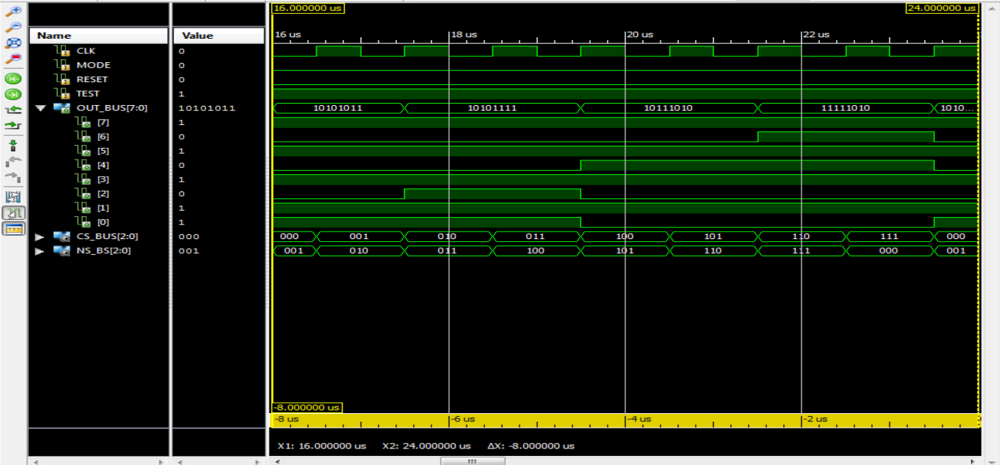 16.000000 us 24.000000 us
Name Value 16 us 18 us 20 us 22 us
CLK 0
MODE 0
RESET 0
TEST 1
OUT_BUS[7:0] 10101011 10101011 10101111 10111010 11111010 1010...
[7] 1
[6] 0
[5] 1
[4] 0
[3] 1
[2] 0
[1] 1
[0] 1
CS_BUS[2:0] 000 000 001 010 011 100 101 110 111 000
NS_BS[2:0] 001 001 010 011 100 101 110 111 000 001
-8.000000 us
-8 us -6 us -4 us -2 us
X1: 16.000000 us X2: 24.000000 us ΔX: -8.000000 us